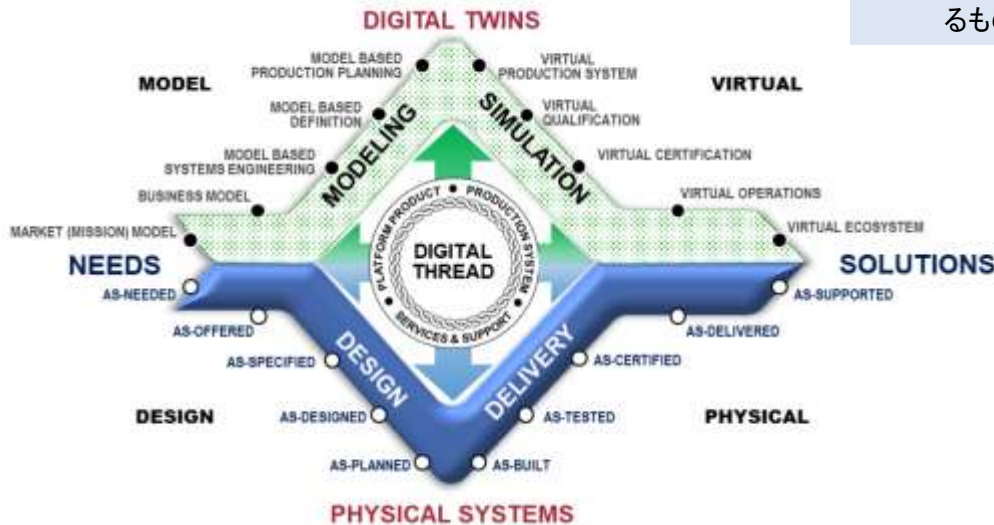 るもの
DIGITAL TWINS
MODEL
VIRTUAL
MODEL BASED
PRODUCTION PLANNING
VIRTUAL
PRODUCTION SYSTEM
MODEL BASED
DEFINITION
VIRTUAL
QUALIFICATION
MODELING
SIMULATION
MODEL BASED
SYSTEMS ENGINEERING
VIRTUAL CERTIFICATION
BUSINESS MODEL
VIRTUAL OPERATIONS
MARKET (MISSION) MODEL
VIRTUAL ECOSYSTEM
PLATFORM PRODUCT
PRODUCTION SYSTEM
SERVICES & SUPPORT
DIGITAL
THREAD
NEEDS
SOLUTIONS
AS-NEEDED
AS-SUPPORTED
AS-OFFERED
AS-DELIVERED
AS-SPECIFIED
AS-CERTIFIED
DESIGN
DELIVERY
DESIGN
AS-DESIGNED
AS-TESTED
PHYSICAL
AS-PLANNED
AS-BUILT
PHYSICAL SYSTEMS